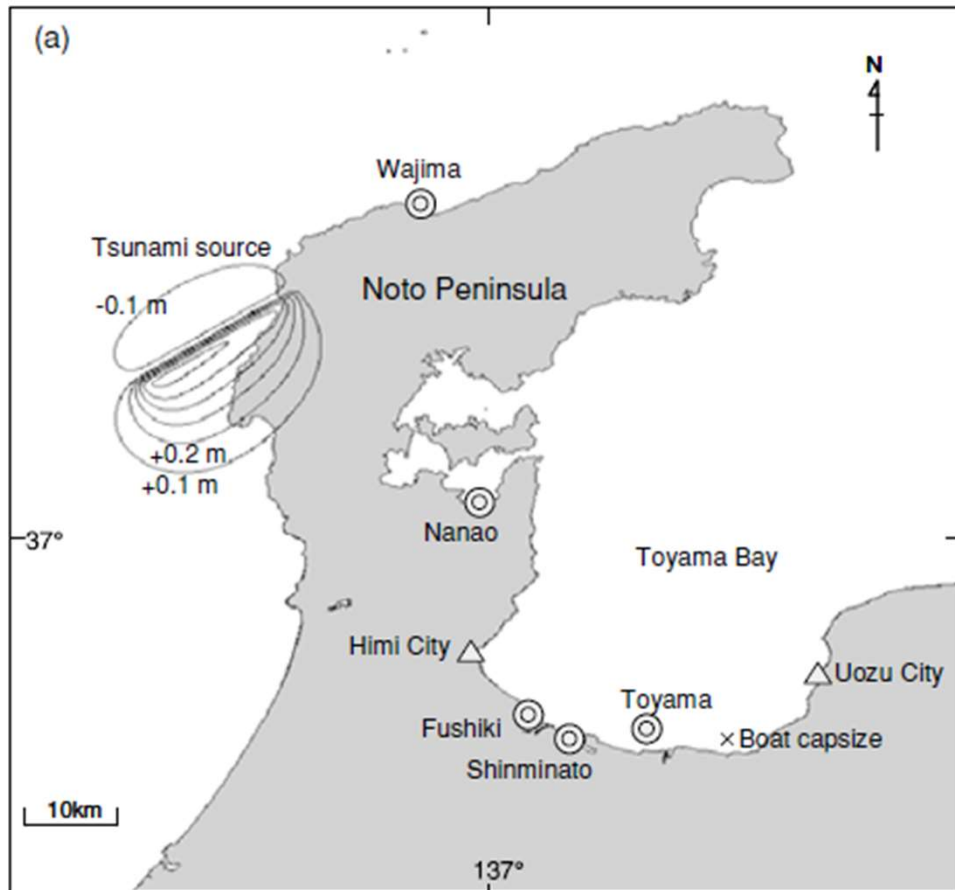 (a)
N
4
Wajima
Tsunami source
-0.1 m
Noto Peninsula
+0.2 m
+0.1 m
Nanao
37°
Toyama Bay
Himi City
Uozu City
Toyama
Fushiki
Boat capsize
Shinminato
10km
137°